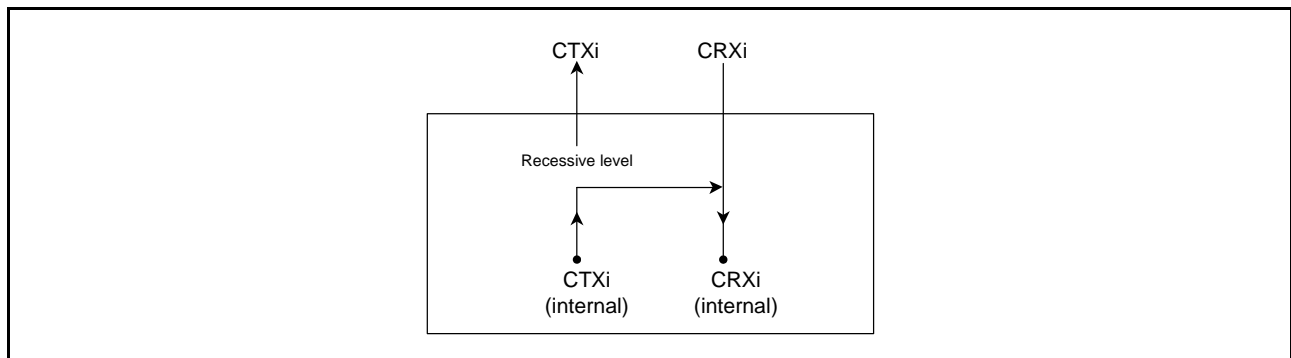 CTXi CRXi
Recessive level
CTXi CRXi
(internal) (internal)